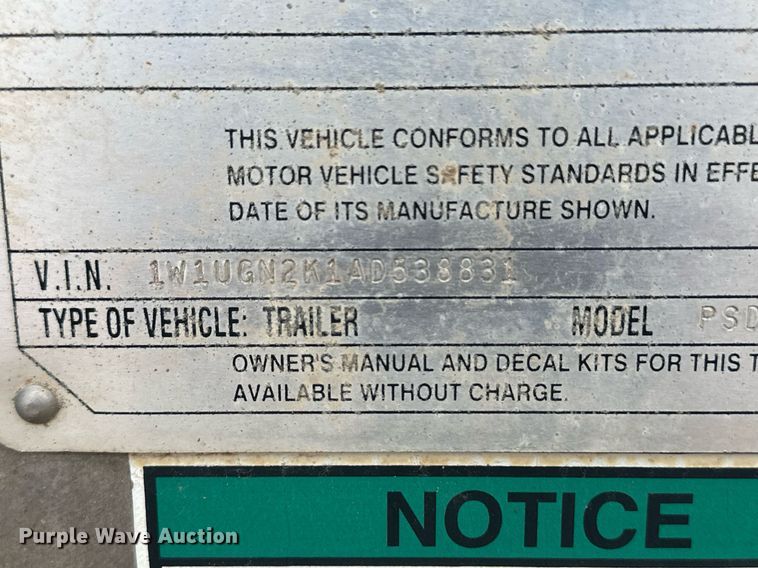 THIS VEHICLE CONFORMS TO ALL APPLICABL
MOTOR VEHICLE SAFETY STANDARDS IN EFFE
DATE OF ITS MANUFACTURE SHOWN.
V.I.N. 1W1UGN2K1AD538831
TYPE OF VEHICLE: TRAILER MODEL PSD
OWNER'S MANUAL AND DECAL KITS FOR THIS T
AVAILABLE WITHOUT CHARGE.
NOTICE
Purple Wave Auction